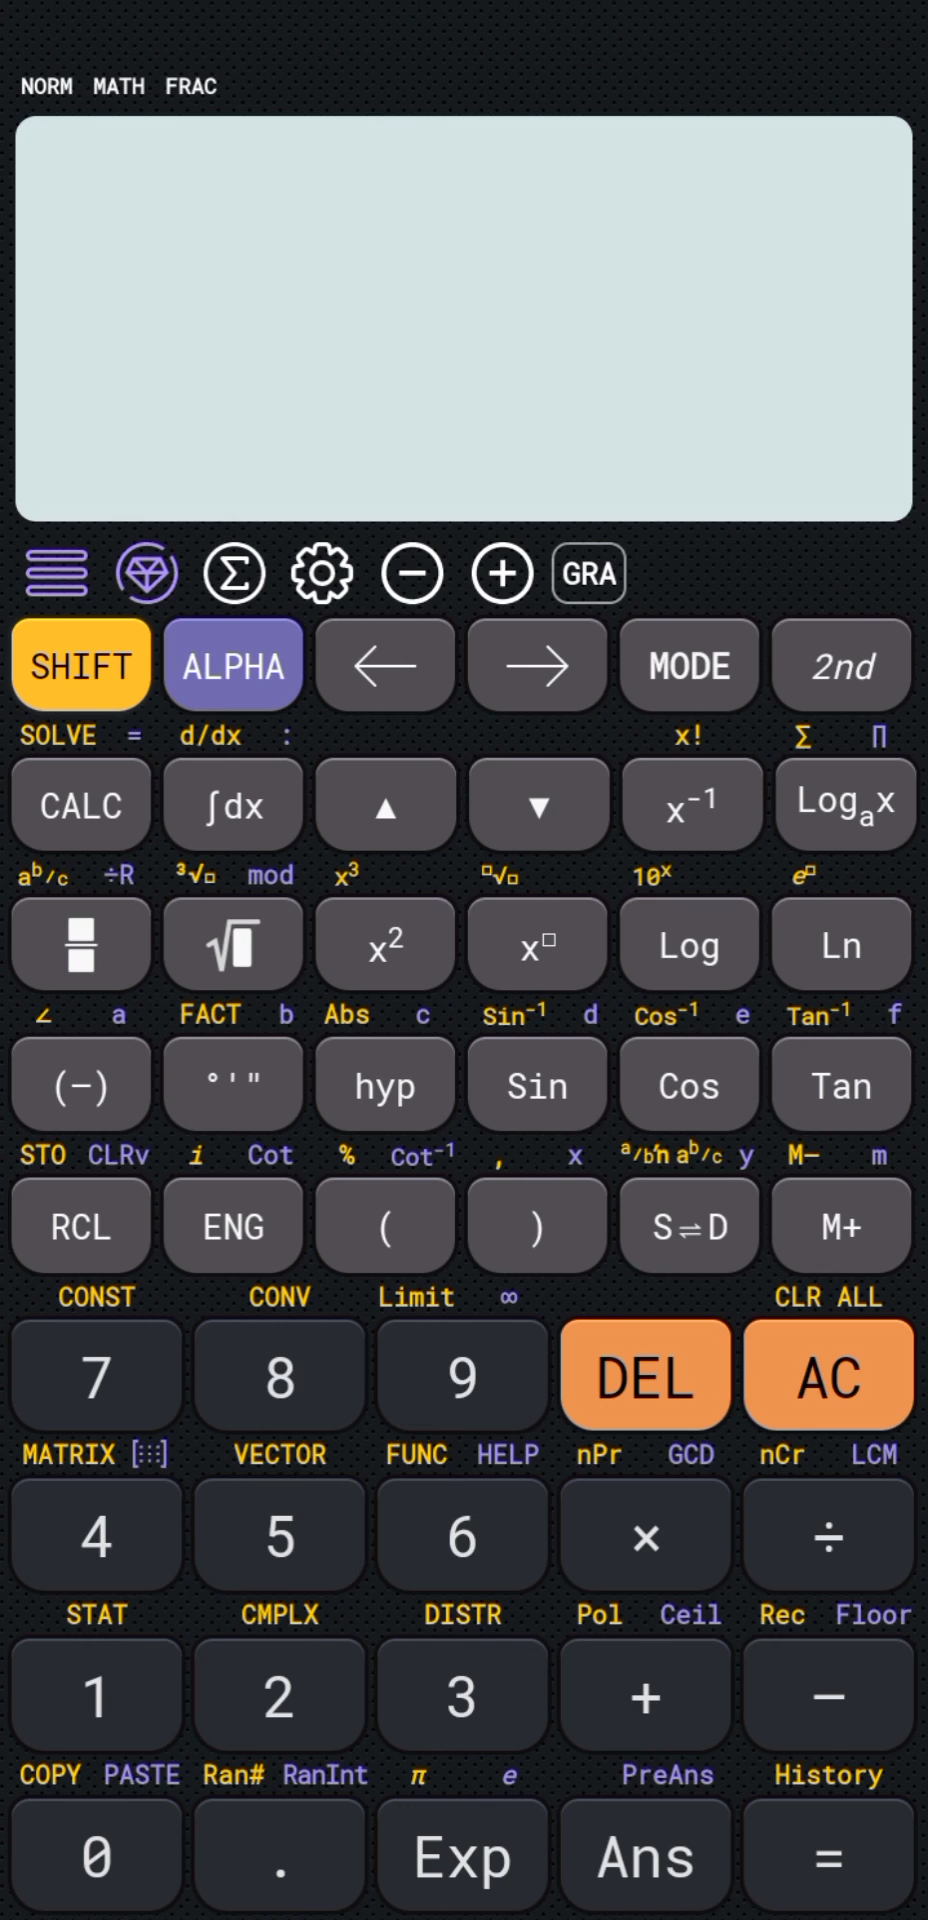 NORM MATH FRAC
GRA
SHIFT ALPHA ← → MODE 2nd
SOLVE = d/dx : x! Σ Π
CALC ∫dx ▲ ▼ x⁻¹ Logₐx
aᵇ/c ÷R ³√□ mod x³ □√□ 10ˣ e□
√ x² x□ Log Ln
∠ a FACT b Abs c Sin⁻¹ d Cos⁻¹ e Tan⁻¹ f
(−) °'" hyp Sin Cos Tan
STO CLRv i Cot % Cot⁻¹ , x aᵇ/c y M− m
RCL ENG ( ) S⇌D M+
CONST CONV Limit ∞ CLR ALL
7 8 9 DEL AC
MATRIX [⋮⋮⋮] VECTOR FUNC HELP nPr GCD nCr LCM
4 5 6 × ÷
STAT CMPLX DISTR Pol Ceil Rec Floor
1 2 3 + −
COPY PASTE Ran# RanInt π e PreAns History
0 . Exp Ans =